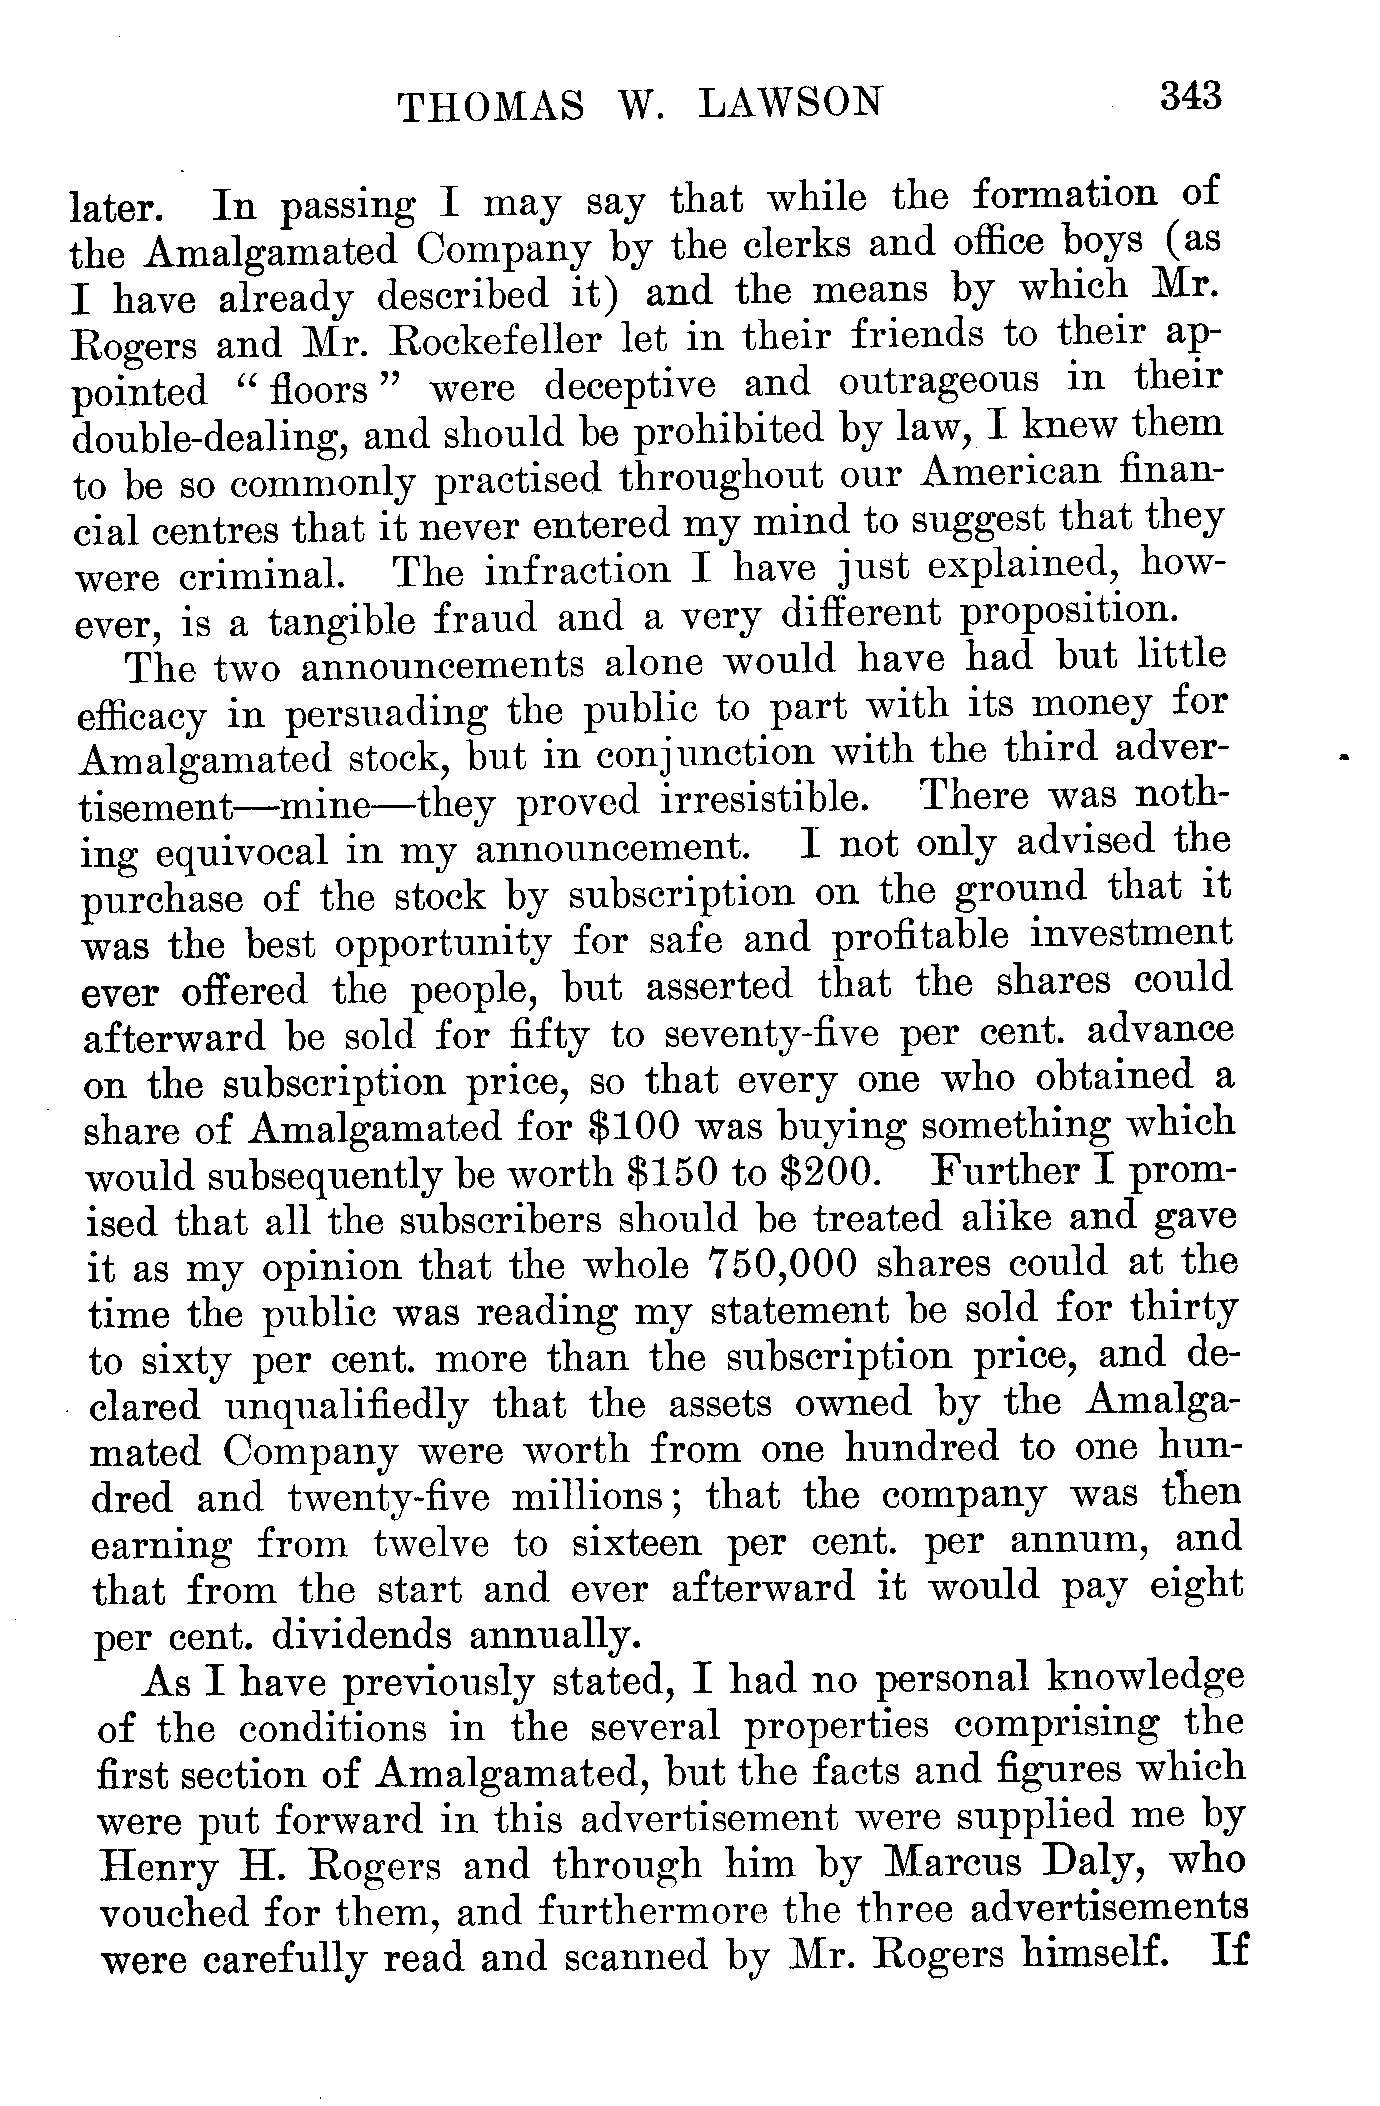 THOMAS W. LAWSON 343
later. In passing I may say that while the formation of
the Amalgamated Company by the clerks and office boys (as
I have already described it) and the means by which Mr.
Rogers and Mr. Rockefeller let in their friends to their ap-
pointed “ floors ” were deceptive and outrageous in their
double-dealing, and should be prohibited by law, I knew them
to be so commonly practised throughout our American finan-
cial centres that it never entered my mind to suggest that they
were criminal. The infraction I have just explained, how-
ever, is a tangible fraud and a very different proposition.
The two announcements alone would have had but little
efficacy in persuading the public to part with its money for
Amalgamated stock, but in conjunction with the third adver-
tisement—mine—they proved irresistible. There was noth-
ing equivocal in my announcement. I not only advised the
purchase of the stock by subscription on the ground that it
was the best opportunity for safe and profitable investment
ever offered the people, but asserted that the shares could
afterward be sold for fifty to seventy-five per cent. advance
on the subscription price, so that every one who obtained a
share of Amalgamated for $100 was buying something which
would subsequently be worth $150 to $200. Further I prom-
ised that all the subscribers should be treated alike and gave
it as my opinion that the whole 750,000 shares could at the
time the public was reading my statement be sold for thirty
to sixty per cent. more than the subscription price, and de-
clared unqualifiedly that the assets owned by the Amalga-
mated Company were worth from one hundred to one hun-
dred and twenty-five millions; that the company was then
earning from twelve to sixteen per cent. per annum, and
that from the start and ever afterward it would pay eight
per cent. dividends annually.
As I have previously stated, I had no personal knowledge
of the conditions in the several properties comprising the
first section of Amalgamated, but the facts and figures which
were put forward in this advertisement were supplied me by
Henry H. Rogers and through him by Marcus Daly, who
vouched for them, and furthermore the three advertisements
were carefully read and scanned by Mr. Rogers himself. If